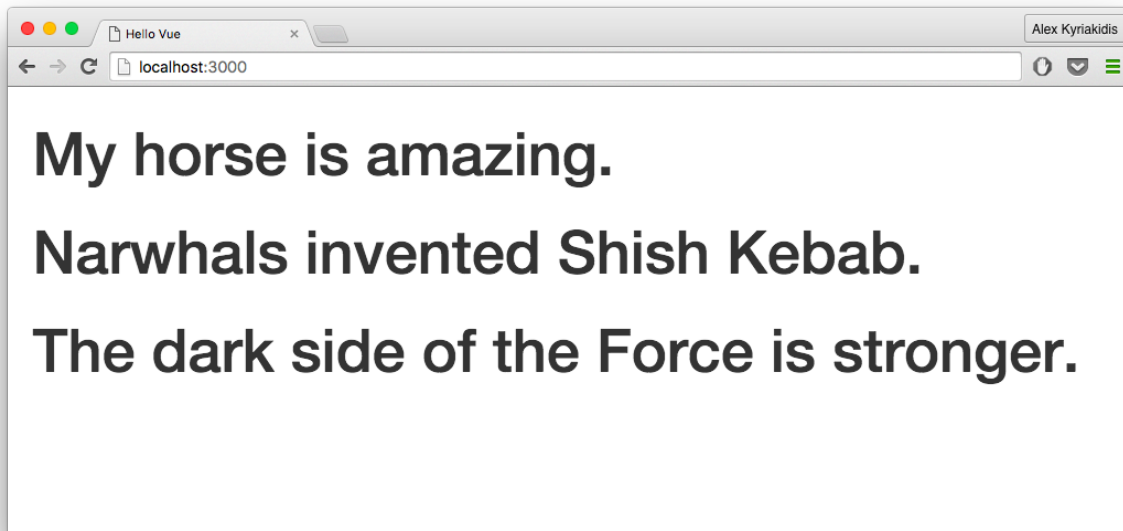 Hello Vue
Alex Kyriakidis
localhost:3000
My horse is amazing.
Narwhals invented Shish Kebab.
The dark side of the Force is stronger.